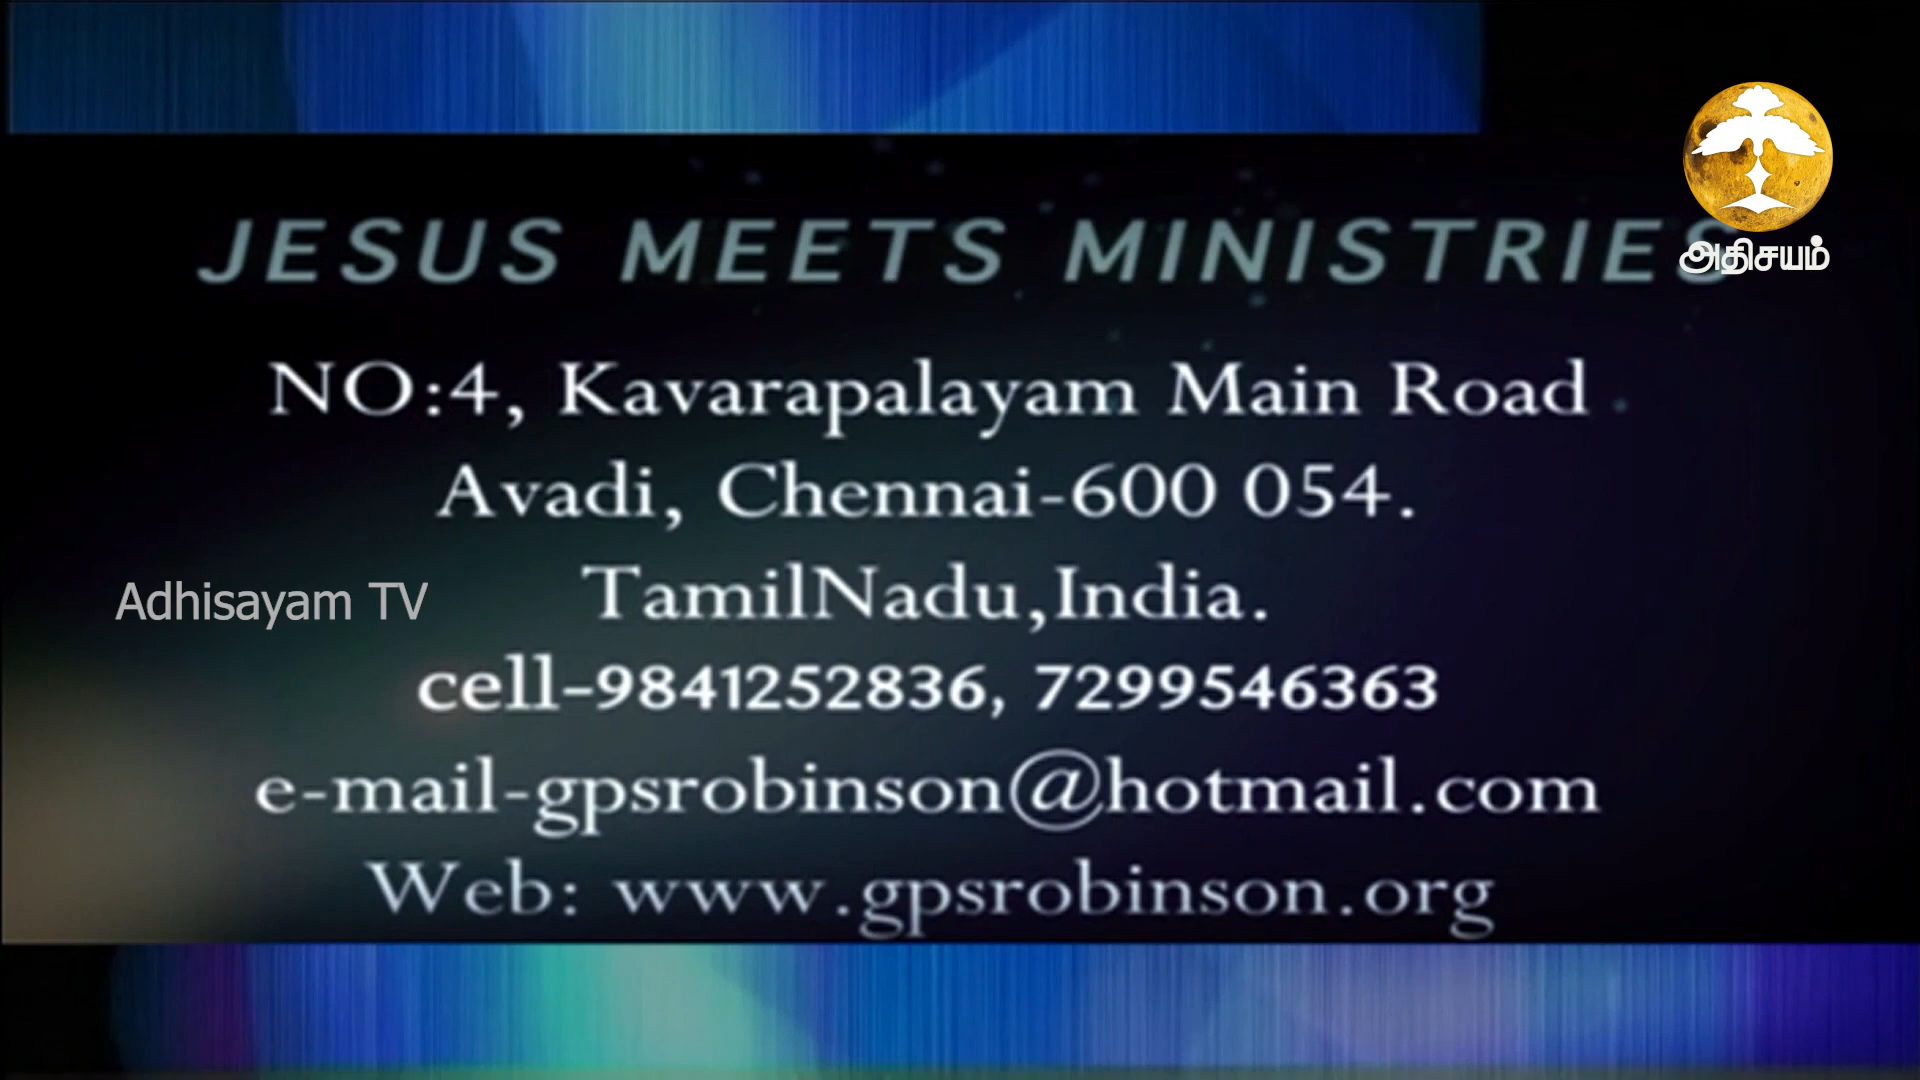 JESUS MEETS MINISTRIES
அதிசயம்
NO:4, Kavarapalayam Main Road
Avadi, Chennai-600 054.
Adhisayam TV
TamilNadu,India.
cell-9841252836, 7299546363
e-mail-gpsrobinson@hotmail.com
Web: www.gpsrobinson.org